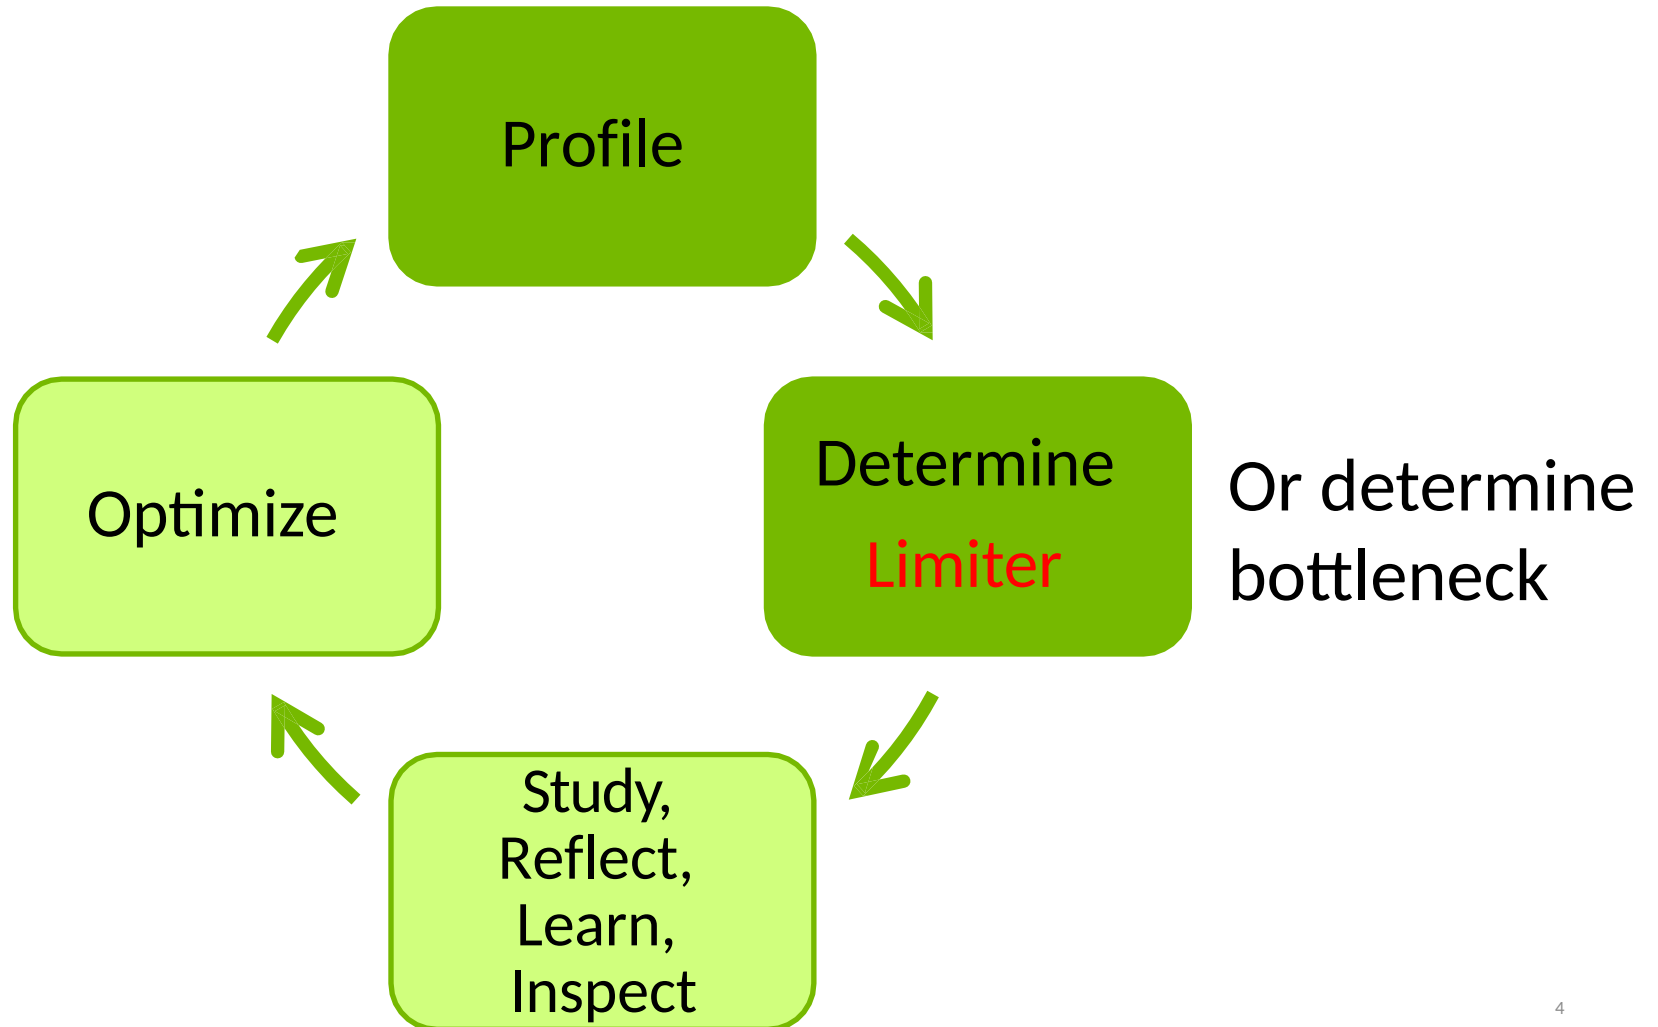 Profile
Determine
Limiter
Or determine
bottleneck
Optimize
Study,
Reflect,
Learn,
Inspect
4